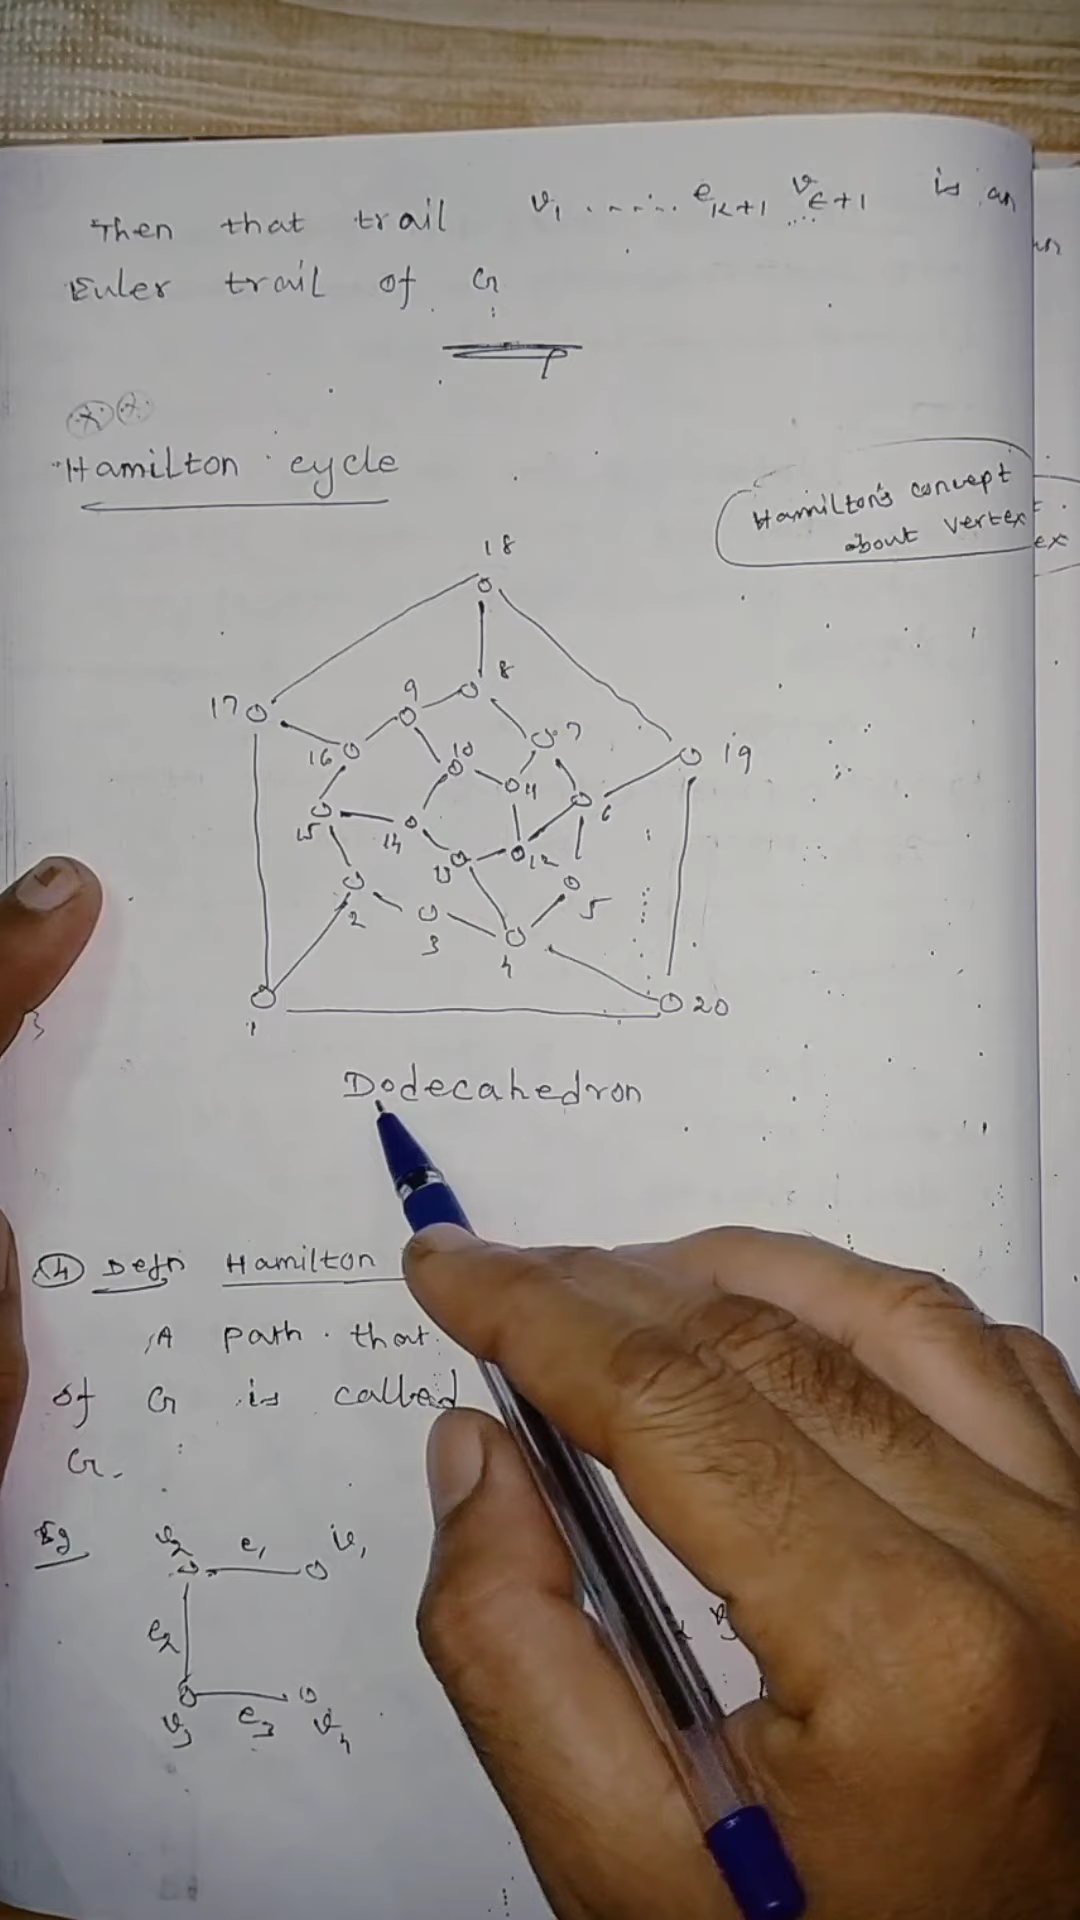 Then that trail v₁ ...... e K+1 v ϵ+1 is an
Euler trail of G
Hamilton cycle
Hamilton's concept
about vertex
18
8
9
17
7
10
16
19
11
6
15
14
13
12
5
2
3
4
20
1
Dodecahedron
4 Defn Hamilton
A path that
of G is called
G.
Eg
v₂ e₁ v₁
e₂
v₃ e₃ v₄